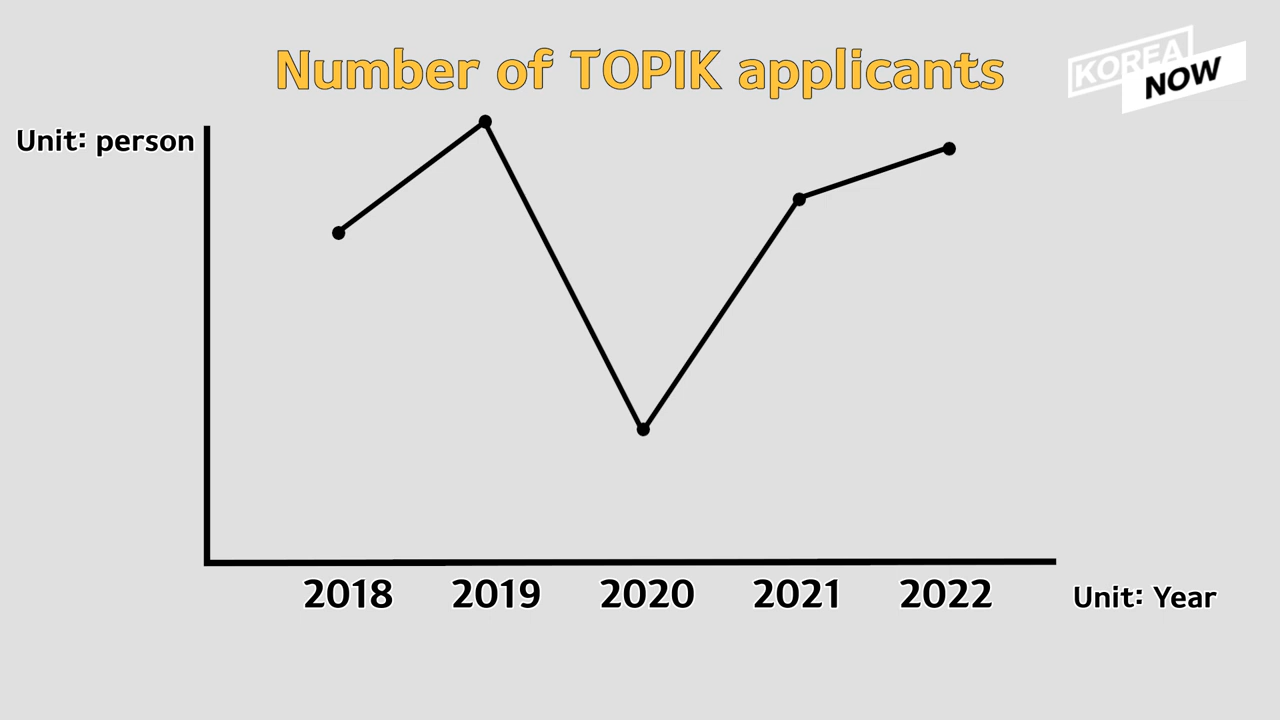 Number of TOPIK applicants
KOREA
NOW
Unit: person
2018 2019 2020 2021 2022 Unit: Year